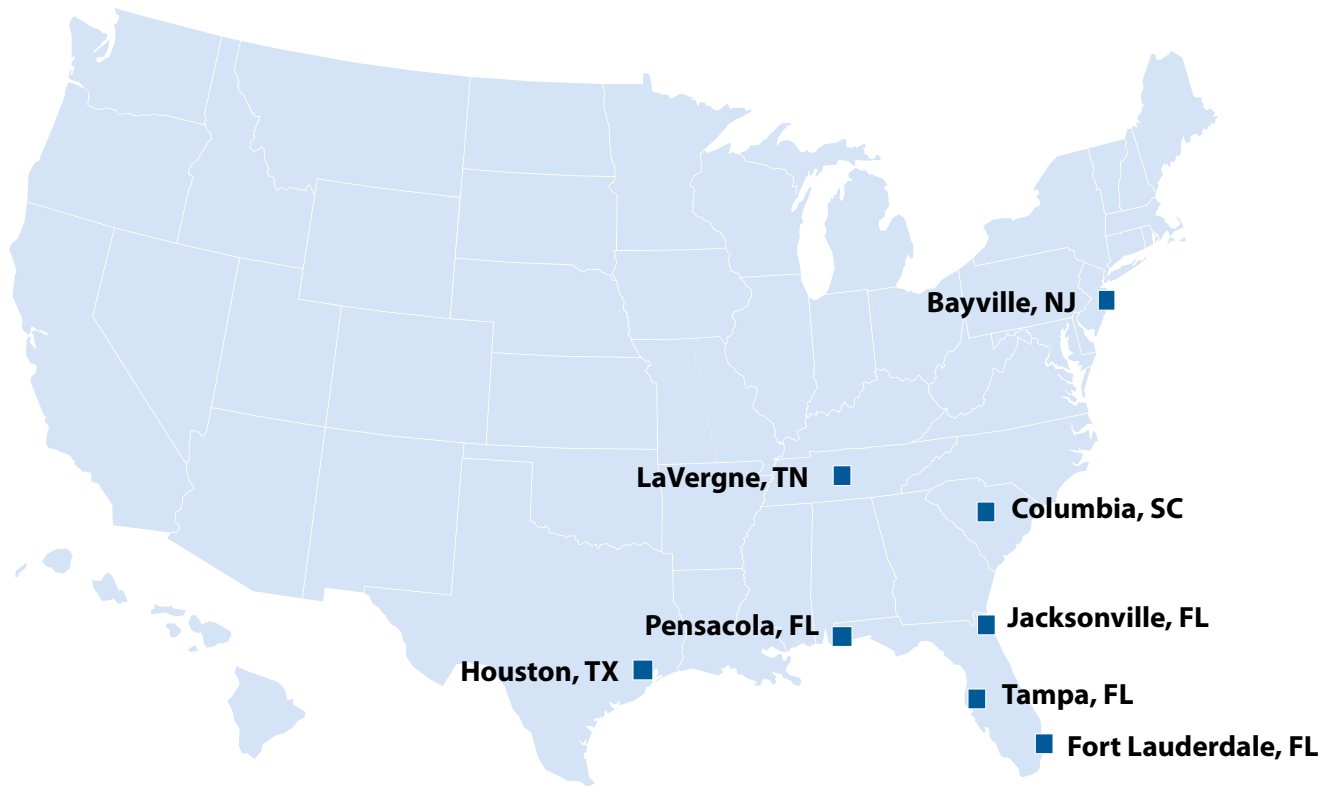 Bayville, NJ
LaVergne, TN
Columbia, SC
Jacksonville, FL
Pensacola, FL
Houston, TX
Tampa, FL
Fort Lauderdale, FL